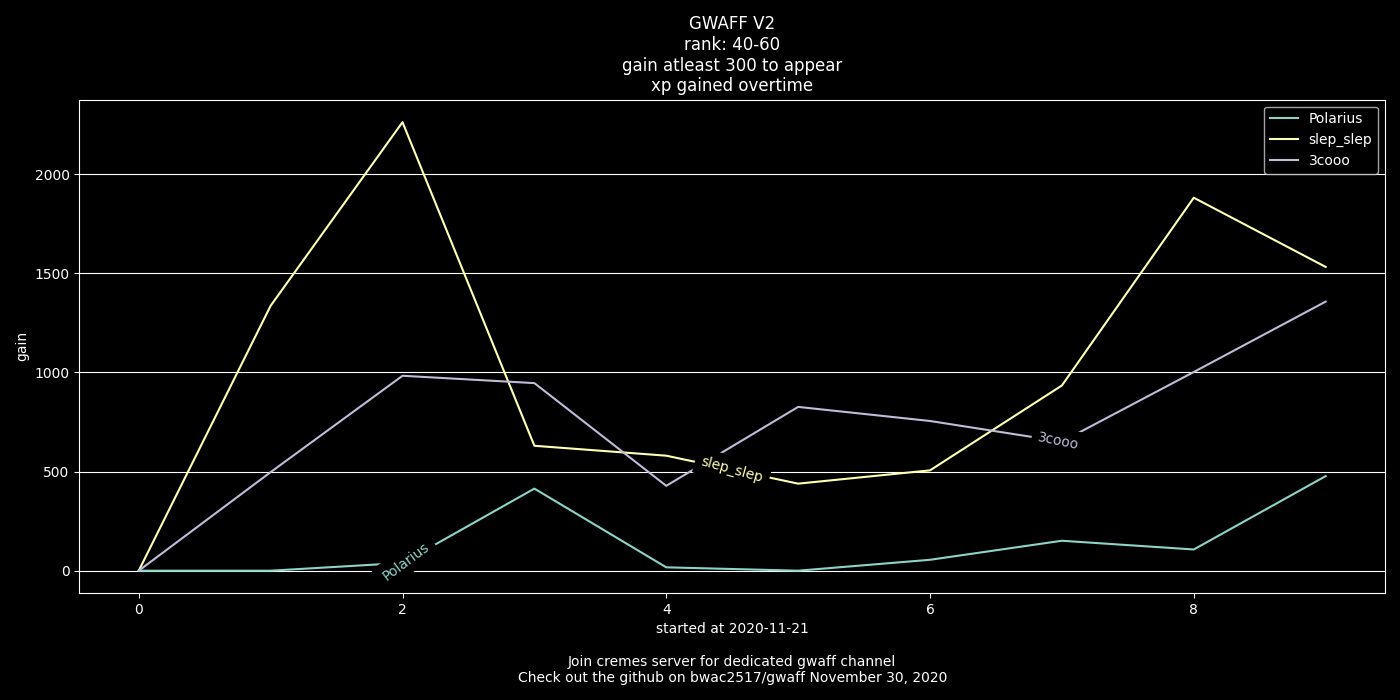 GWAFF V2
rank: 40-60
gain atleast 300 to appear
xp gained overtime
Polarius
slep_slep
3cooo
2000
1500
1000
500
0
gain
slep_slep
3cooo
Polarius
0 2 4 6 8
started at 2020-11-21
Join cremes server for dedicated gwaff channel
Check out the github on bwac2517/gwaff November 30, 2020